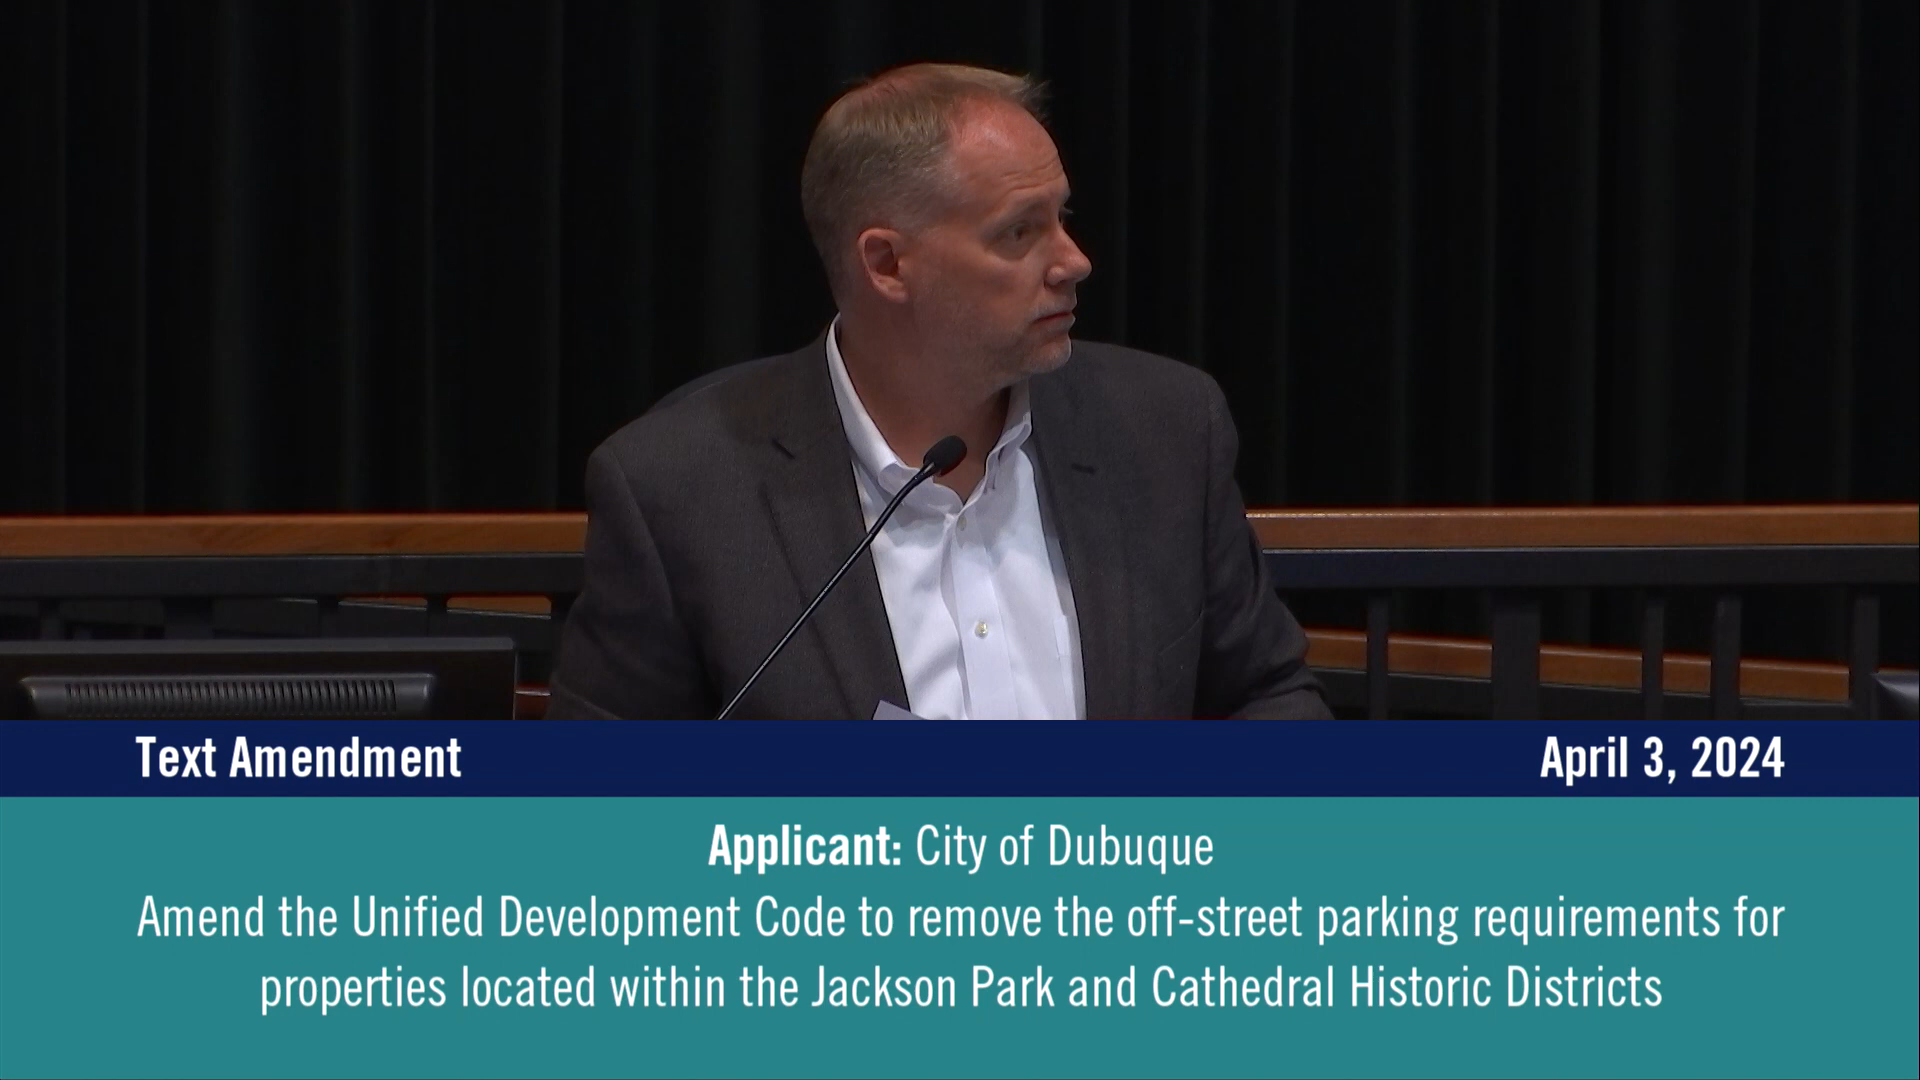 Text Amendment
April 3, 2024
Applicant: City of Dubuque
Amend the Unified Development Code to remove the off-street parking requirements for
properties located within the Jackson Park and Cathedral Historic Districts